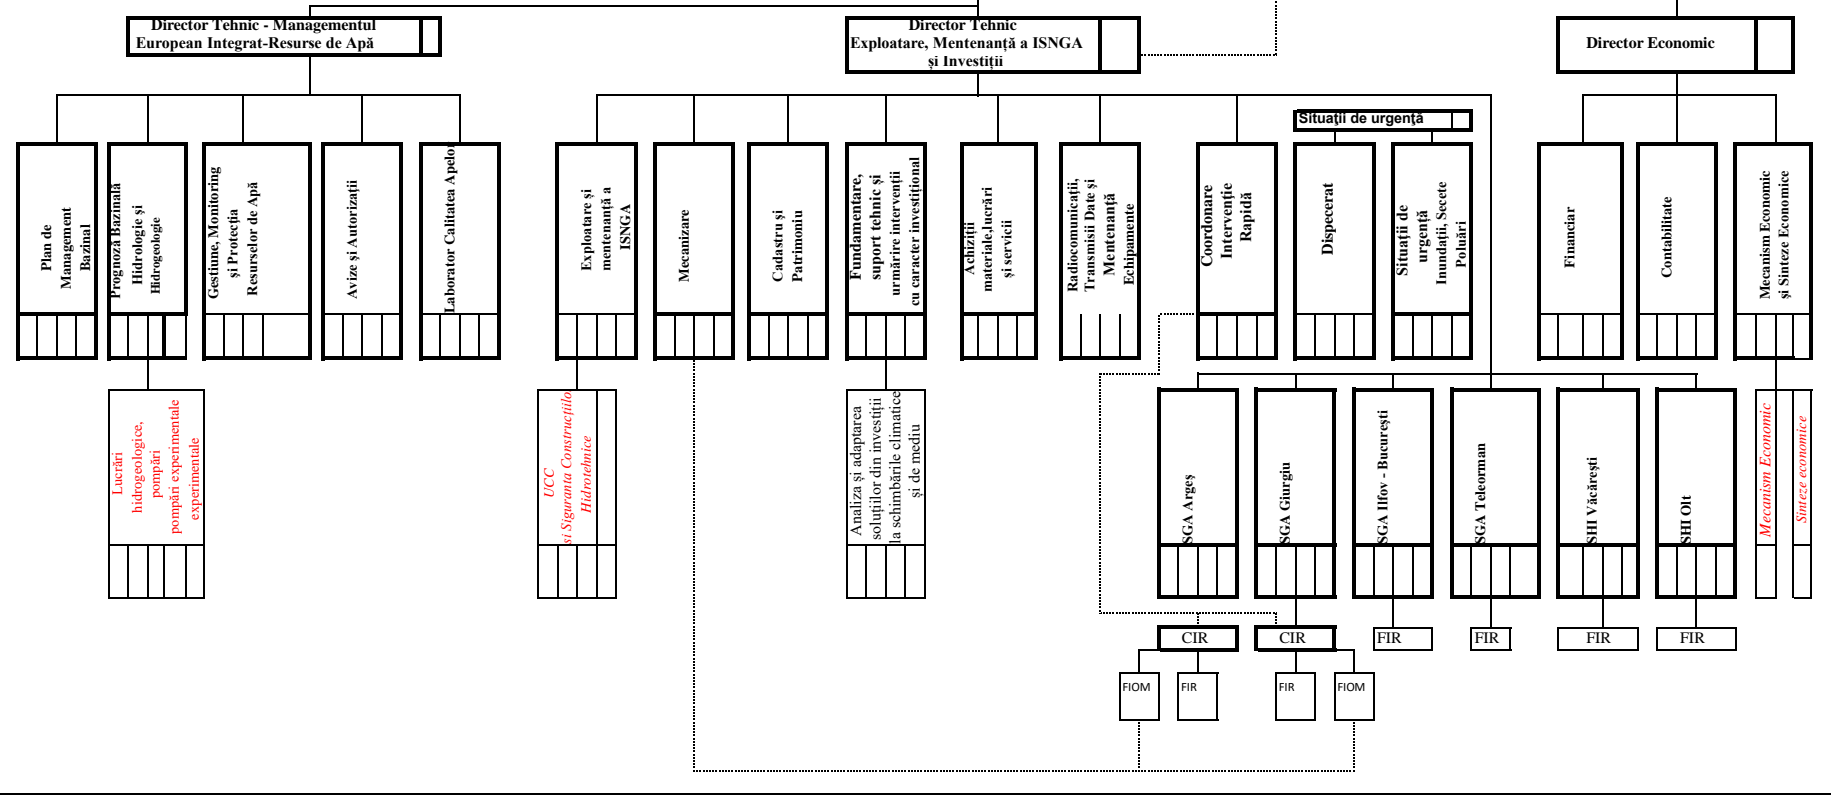 Director Tehnic - Managementul
European Integrat-Resurse de Apă
Director Tehnic
Exploatare, Mentenanță a ISNGA
și Investiții
Director Economic
Situaţii de urgenţă
Plan de
Management
Bazinal
Prognoză Bazinală
Hidrologie și
Hidrogeologie
Gestiune, Monitoring
și Protecția
Resurselor de Apă
Avize și Autorizații
Laborator Calitatea Apelor
Exploatare și
mentenanță a
ISNGA
Mecanizare
Cadastru și
Patrimoniu
Fundamentare,
suport tehnic și
urmărire intervenții
cu caracter investițional
Achiziții
materiale,lucrări
și servicii
Radiocomunicații,
Transmisii Date și
Mentenanță
Echipamente
Coordonare
Intervenție
Rapidă
Dispecerat
Situații de
urgență
Inundații, Secete
Poluări
Financiar
Contabilitate
Mecanism Economic
și Sinteze Economice
Lucrări
hidrogeologice,
pompări
pompări experimentale
experimentale
UCC
si Siguranta Construcțiilo
Hidrotehnice
Analiza și adaptarea
soluțiilor din investiții
la schimbările climatice
și de mediu
SGA Argeș
SGA Giurgiu
SGA Ilfov - București
SGA Teleorman
SHI Văcărești
SHI Olt
Mecanism Economic
Sinteze economice
CIR
CIR
FIR
FIR
FIR
FIR
FIOM
FIR
FIR
FIOM